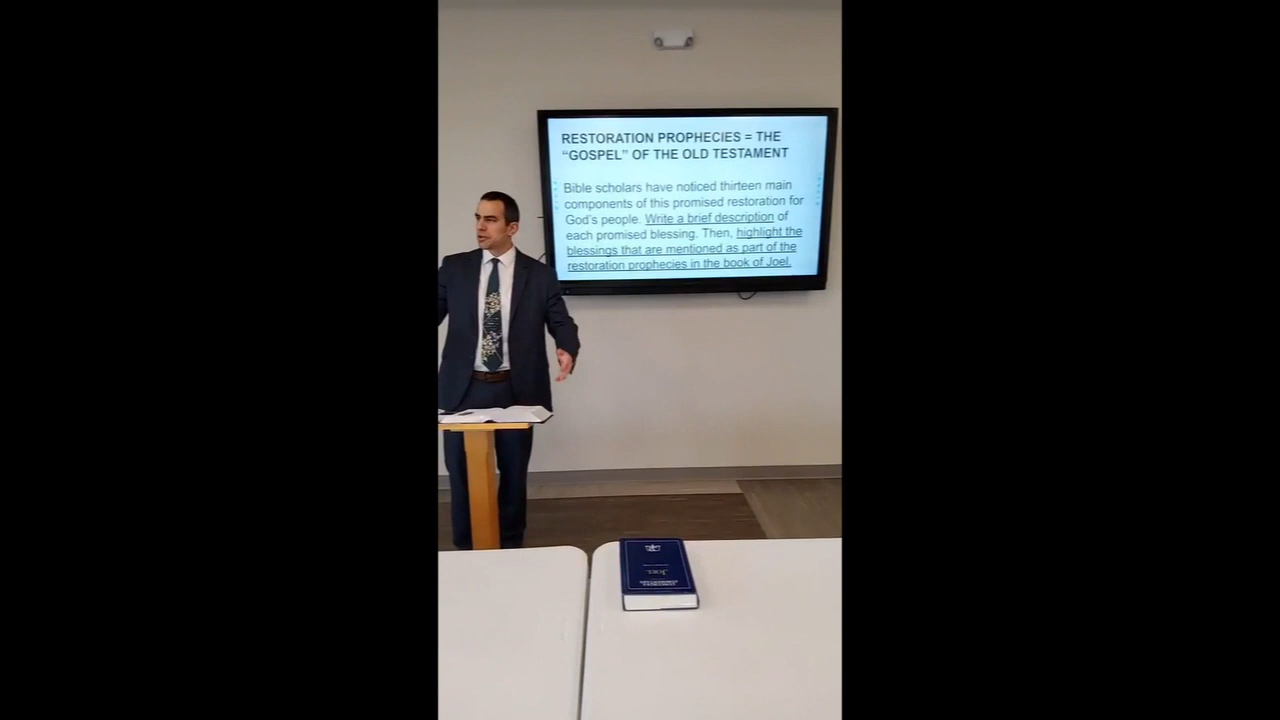 RESTORATION PROPHECIES = THE
“GOSPEL” OF THE OLD TESTAMENT
Bible scholars have noticed thirteen main
components of this promised restoration for
God’s people. Write a brief description of
each promised blessing. Then, highlight the
blessings that are mentioned as part of the
restoration prophecies in the book of Joel.
JOEL